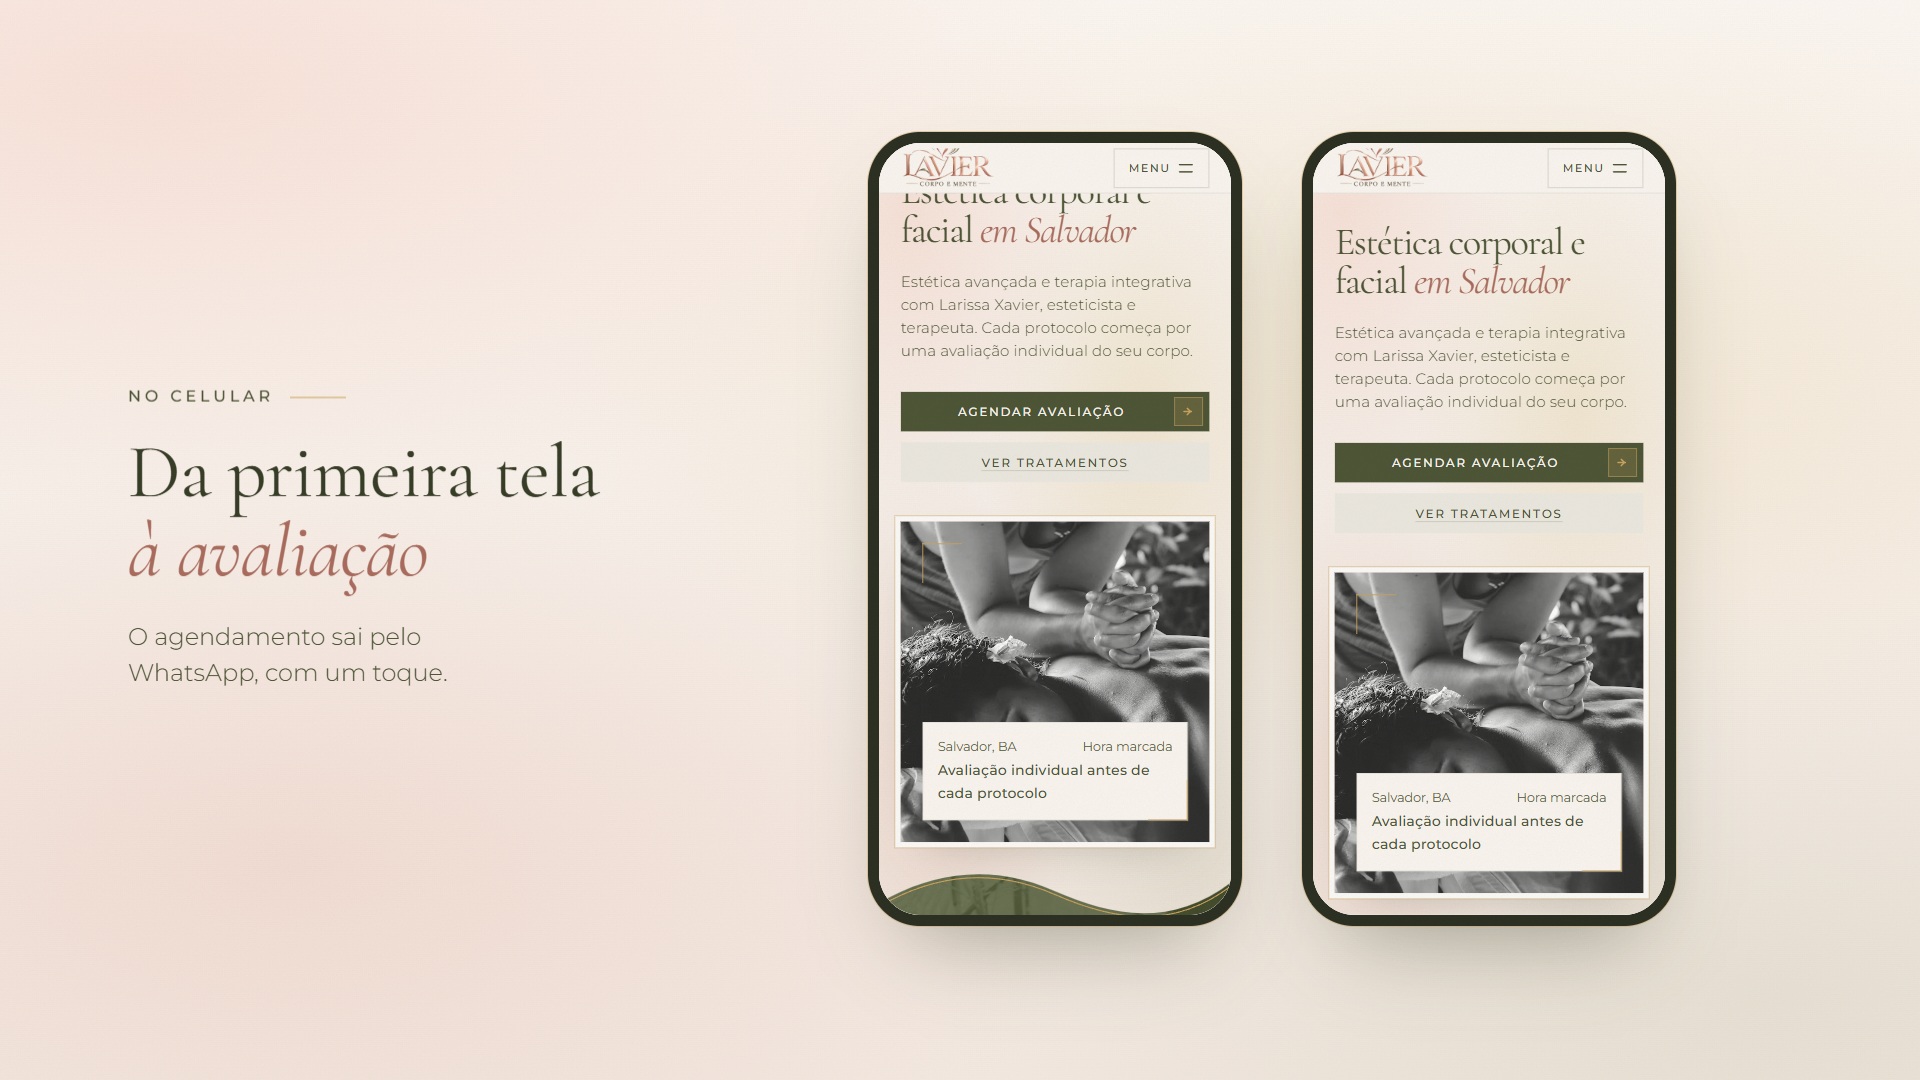 NO CELULAR
Da primeira tela
à avaliação
O agendamento sai pelo
WhatsApp, com um toque.
LAVIER
CORPO E MENTE
MENU
Estética corporal e
facial em Salvador
Estética avançada e terapia integrativa
com Larissa Xavier, esteticista e
terapeuta. Cada protocolo começa por
uma avaliação individual do seu corpo.
AGENDAR AVALIAÇÃO
VER TRATAMENTOS
Salvador, BA Hora marcada
Avaliação individual antes de
cada protocolo
LAVIER
CORPO E MENTE
MENU
Estética corporal e
facial em Salvador
Estética avançada e terapia integrativa
com Larissa Xavier, esteticista e
terapeuta. Cada protocolo começa por
uma avaliação individual do seu corpo.
AGENDAR AVALIAÇÃO
VER TRATAMENTOS
Salvador, BA Hora marcada
Avaliação individual antes de
cada protocolo